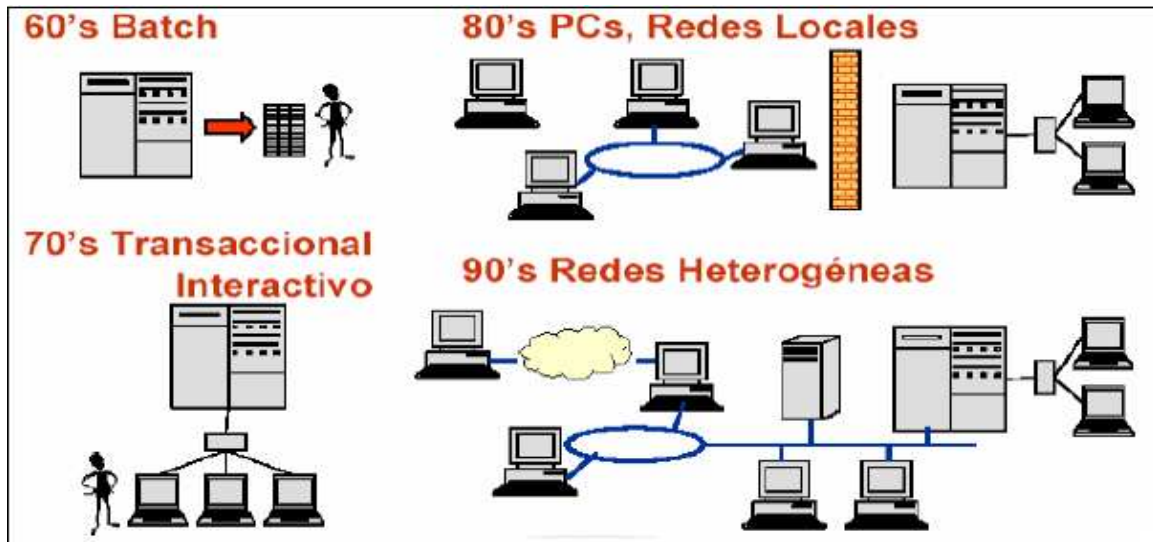 60's Batch
80's PCs, Redes Locales
70's Transaccional
Interactivo
90's Redes Heterogéneas